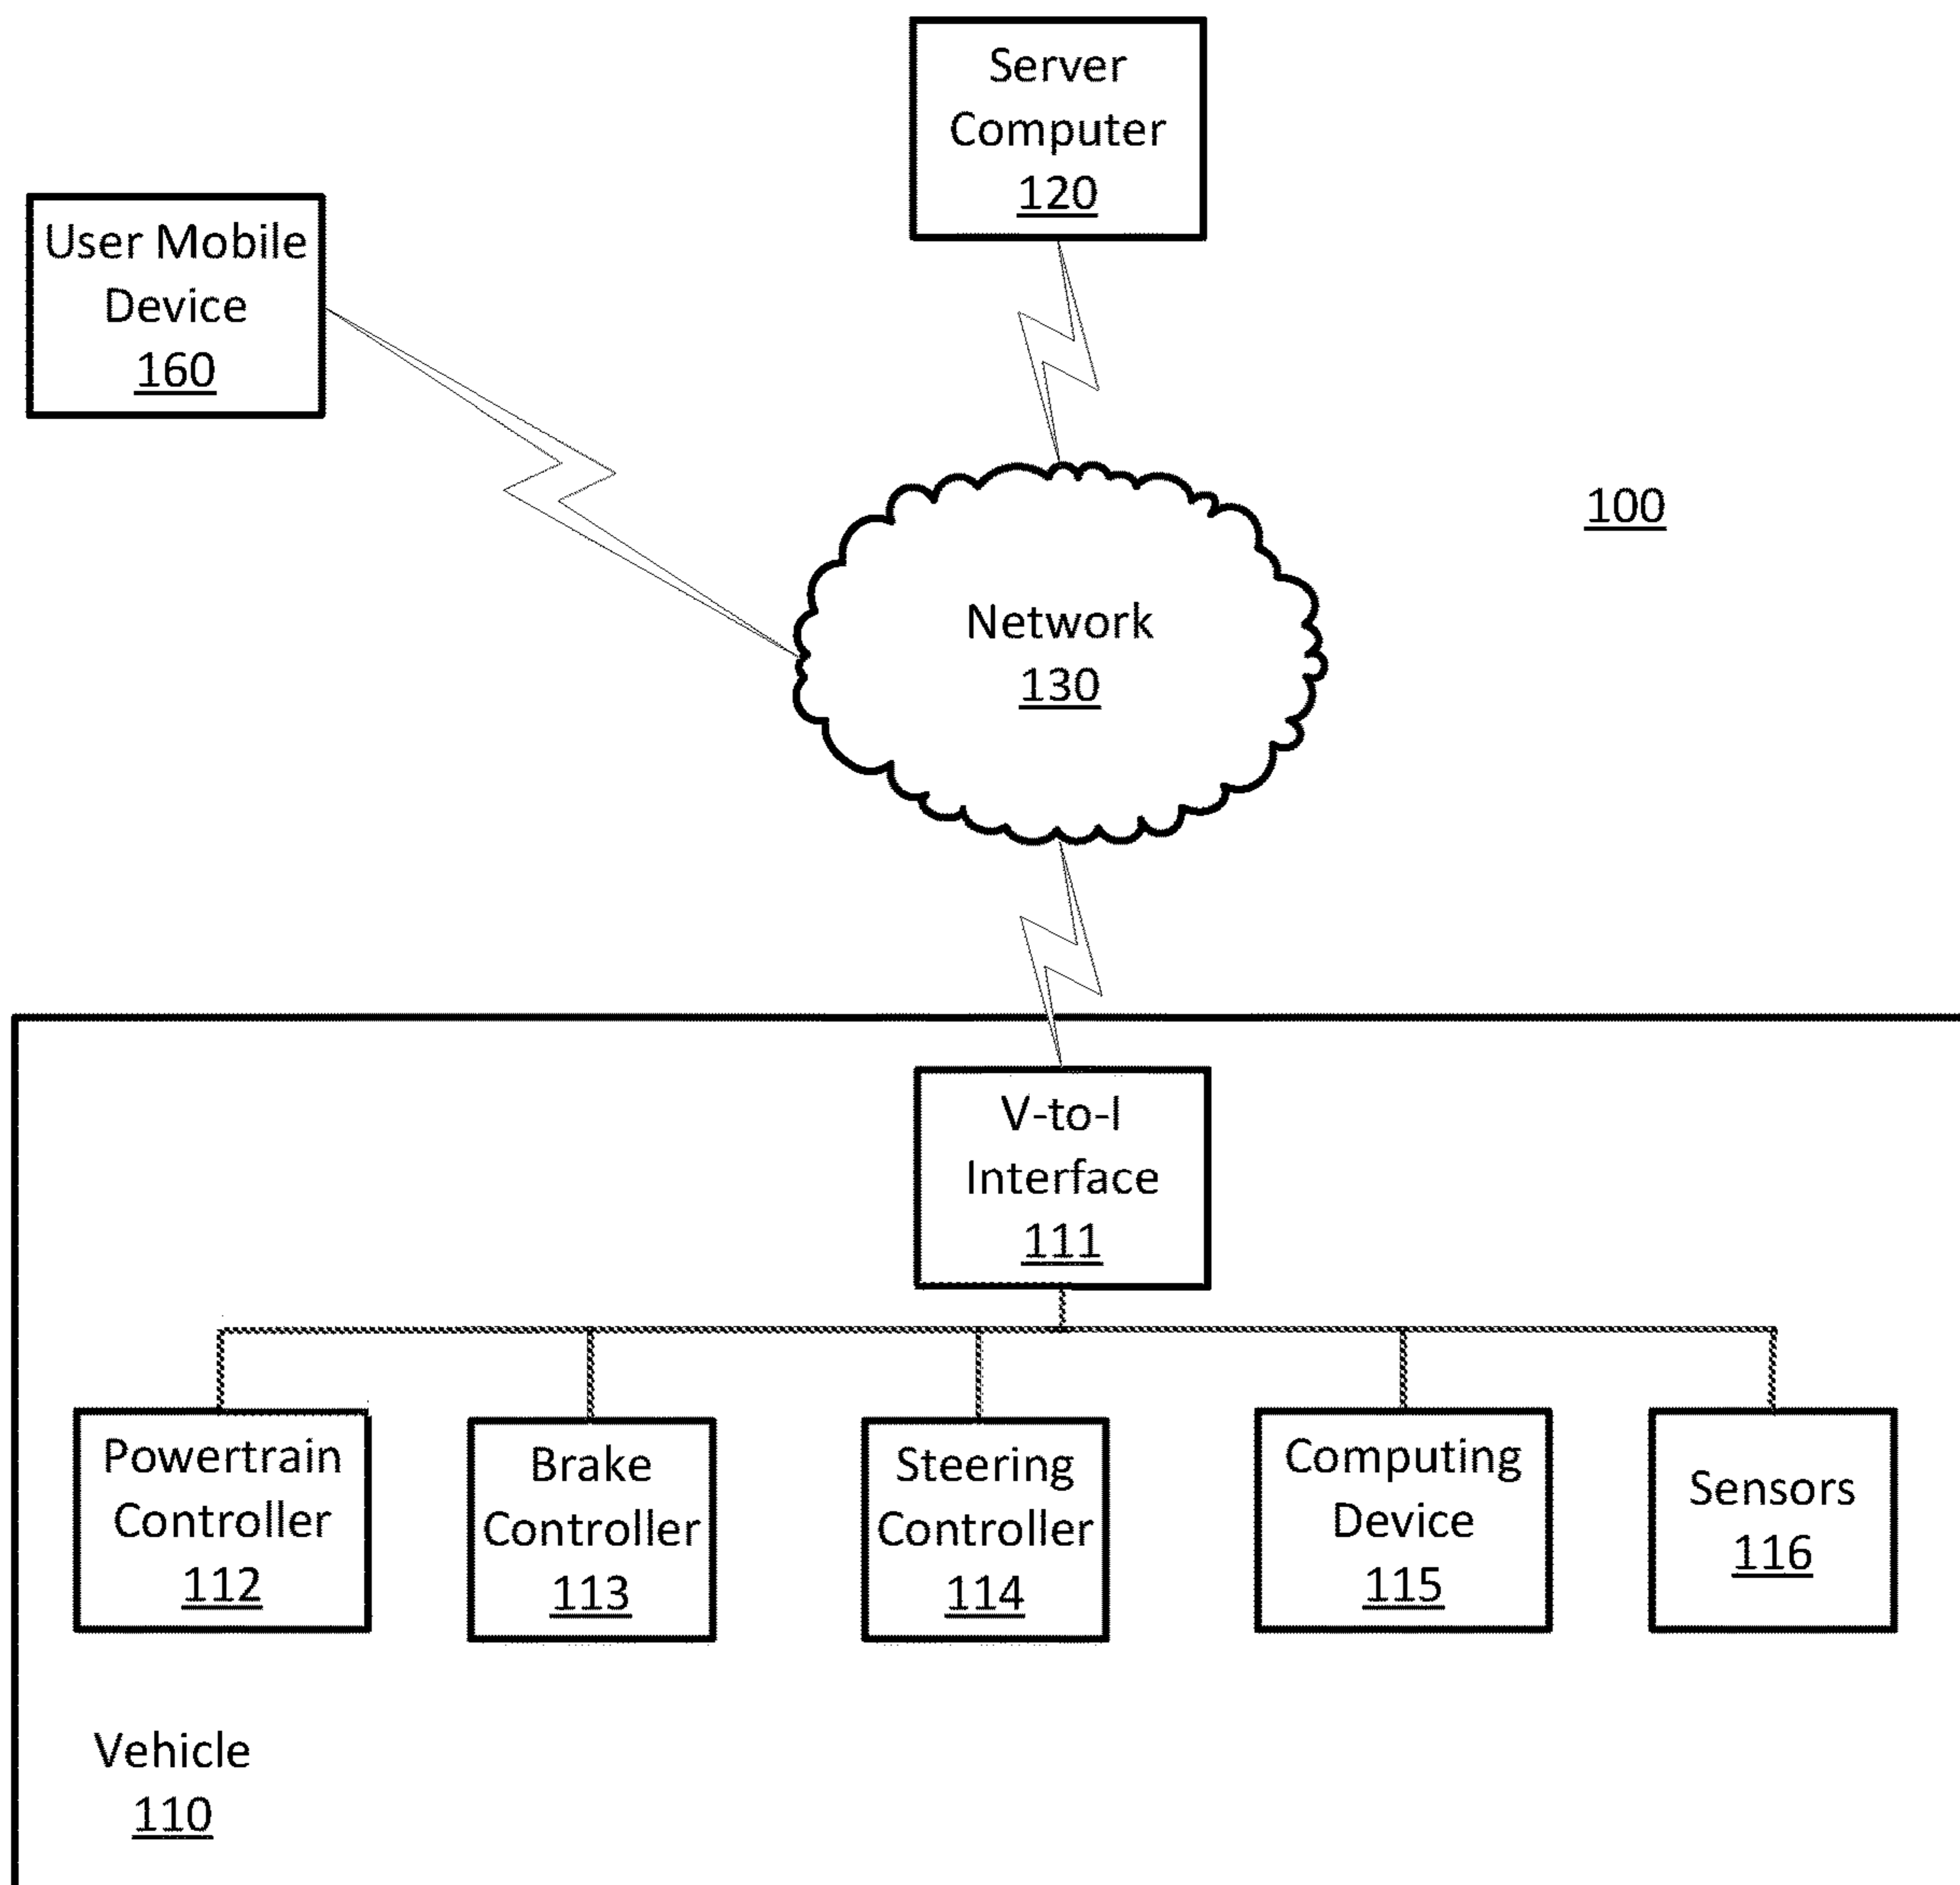 Server
Computer
120
User Mobile
Device
160
100
Network
130
V-to-I
Interface
111
Powertrain
Controller
112
Brake
Controller
113
Steering
Controller
114
Computing
Device
115
Sensors
116
Vehicle
110